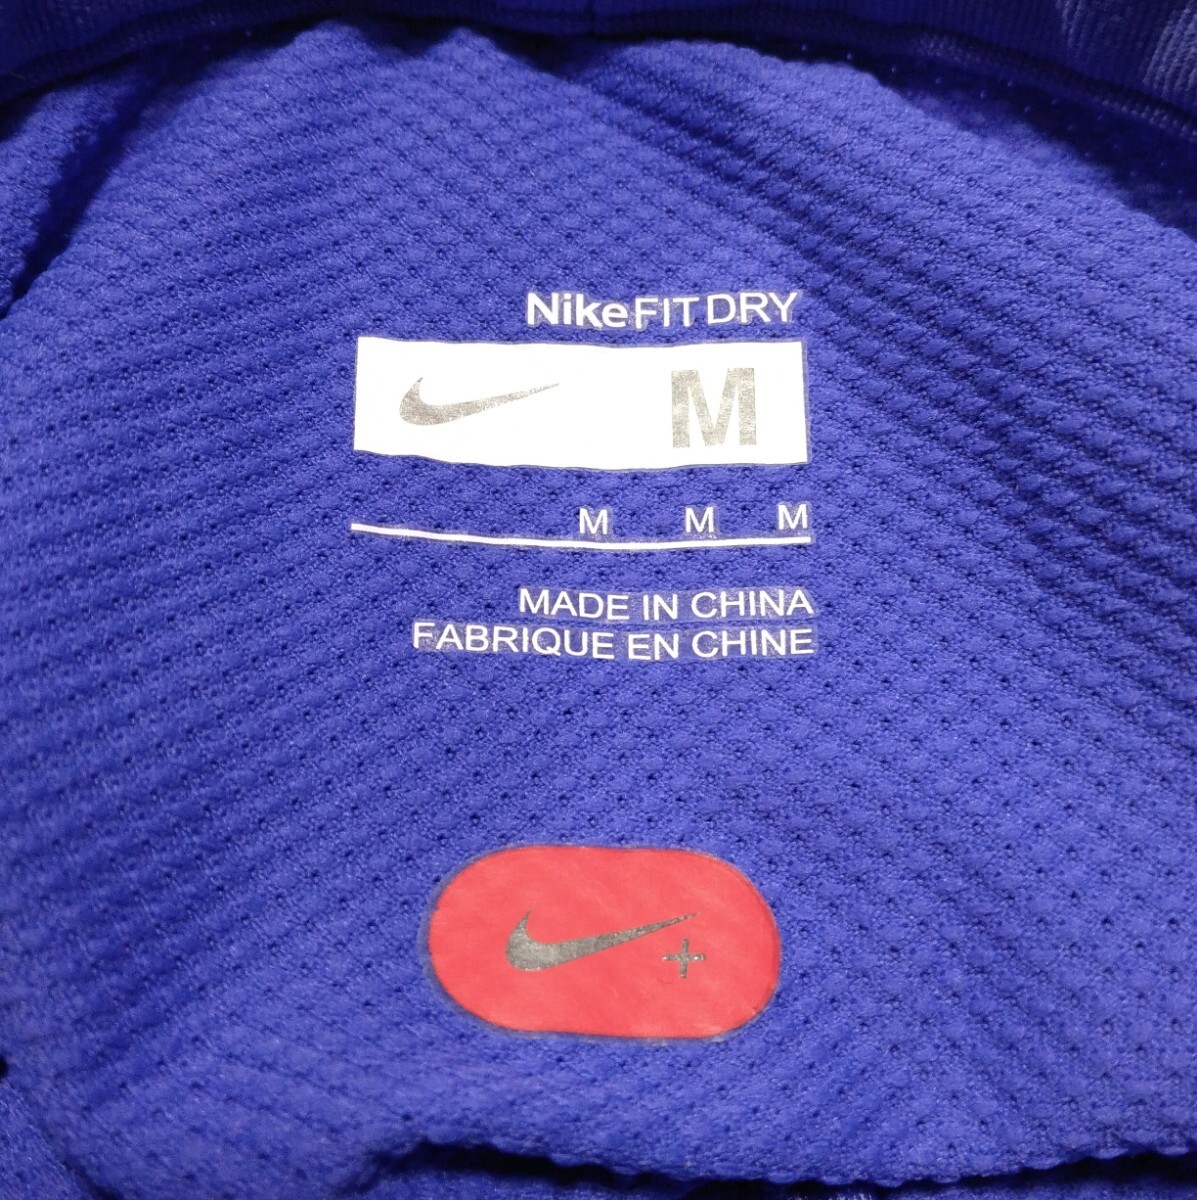 NikeFIT DRY
M
M M M
MADE IN CHINA
FABRIQUE EN CHINE
+